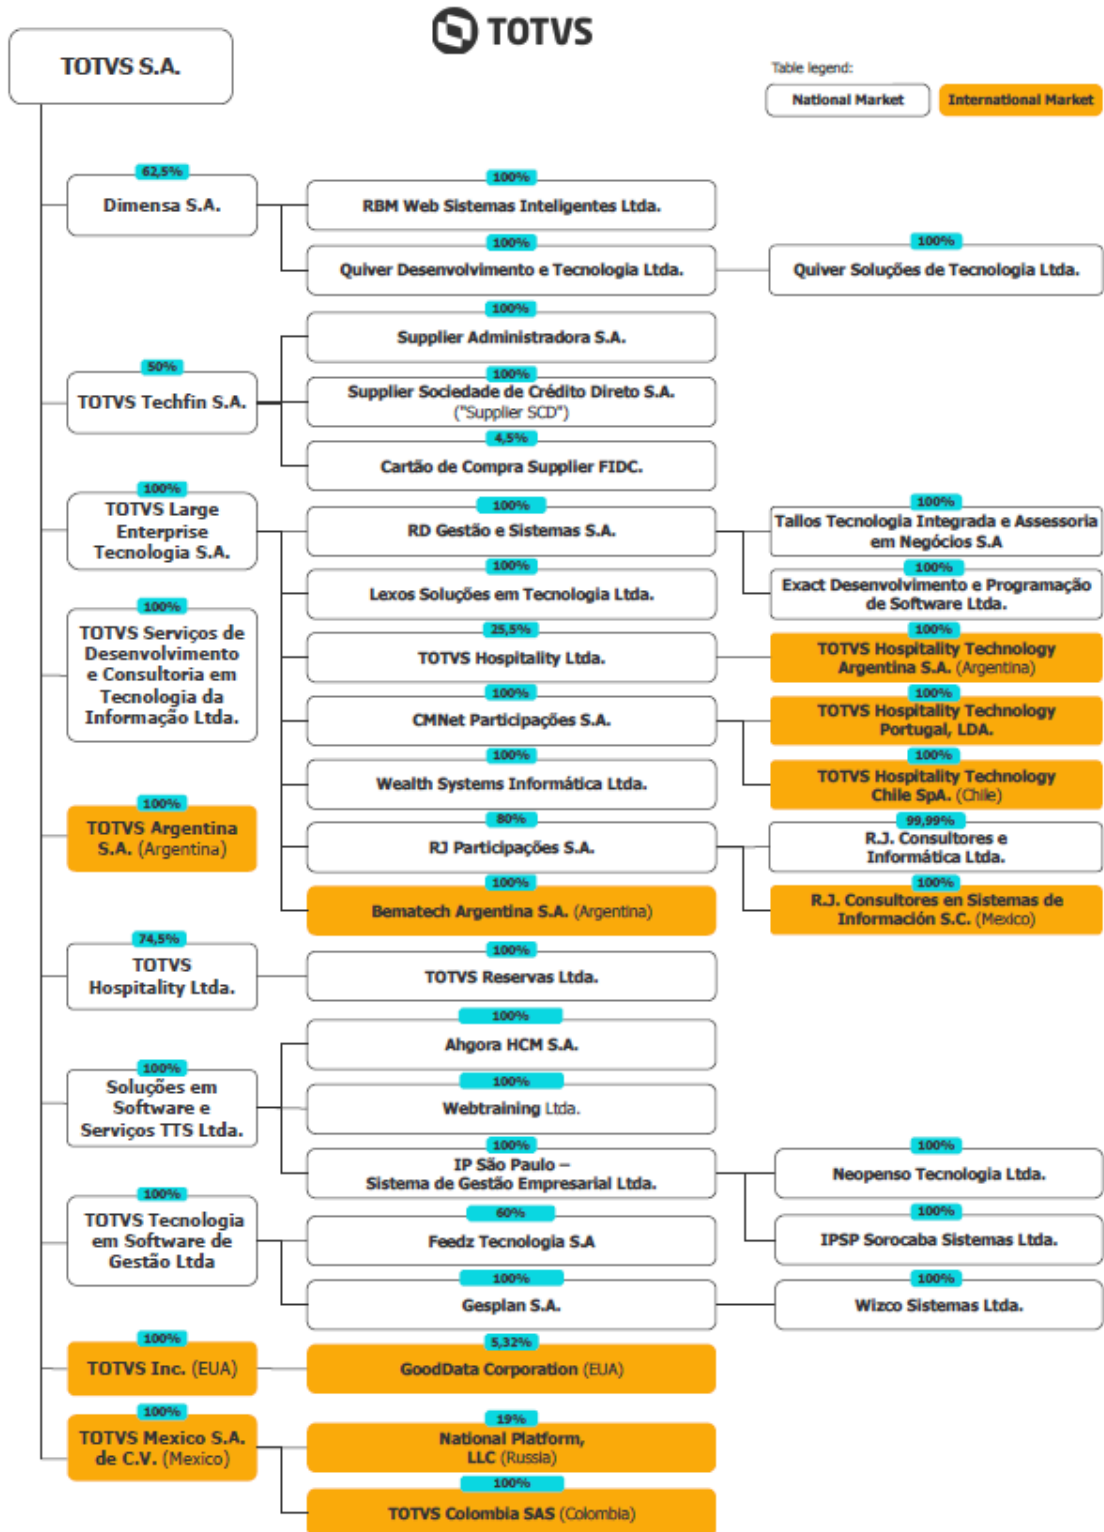 TOTVS
TOTVS S.A.
Table legend:
National Market
International Market
62,5%
Dimensa S.A.
100%
RBM Web Sistemas Inteligentes Ltda.
100%
Quiver Desenvolvimento e Tecnologia Ltda.
100%
Quiver Soluções de Tecnologia Ltda.
50%
TOTVS Techfin S.A.
100%
Supplier Administradora S.A.
100%
Supplier Sociedade de Crédito Direto S.A.
("Supplier SCD")
4,5%
Cartão de Compra Supplier FIDC.
100%
TOTVS Large
Enterprise
Tecnologia S.A.
100%
RD Gestão e Sistemas S.A.
100%
Tallos Tecnologia Integrada e Assessoria
em Negócios S.A
100%
Exact Desenvolvimento e Programação
de Software Ltda.
100%
Lexos Soluções em Tecnologia Ltda.
25,5%
TOTVS Hospitality Ltda.
100%
TOTVS Hospitality Technology
Argentina S.A. (Argentina)
100%
CMNet Participações S.A.
100%
TOTVS Hospitality Technology
Portugal, LDA.
100%
TOTVS Hospitality Technology
Chile SpA. (Chile)
100%
Wealth Systems Informática Ltda.
80%
RJ Participações S.A.
99,99%
R.J. Consultores e
Informática Ltda.
100%
R.J. Consultores en Sistemas de
Información S.C. (Mexico)
100%
Bematech Argentina S.A. (Argentina)
100%
TOTVS Serviços de
Desenvolvimento
e Consultoria em
Tecnologia da
Informação Ltda.
100%
TOTVS Argentina
S.A. (Argentina)
74,5%
TOTVS
Hospitality Ltda.
100%
TOTVS Reservas Ltda.
100%
Soluções em
Software e
Serviços TTS Ltda.
100%
Ahgora HCM S.A.
100%
Webtraining Ltda.
100%
IP São Paulo –
Sistema de Gestão Empresarial Ltda.
100%
Neopenso Tecnologia Ltda.
100%
IPSP Sorocaba Sistemas Ltda.
100%
TOTVS Tecnologia
em Software de
Gestão Ltda
60%
Feedz Tecnologia S.A
100%
Gesplan S.A.
100%
Wizco Sistemas Ltda.
100%
TOTVS Inc. (EUA)
5,32%
GoodData Corporation (EUA)
100%
TOTVS Mexico S.A.
de C.V. (Mexico)
19%
National Platform,
LLC (Russia)
100%
TOTVS Colombia SAS (Colombia)